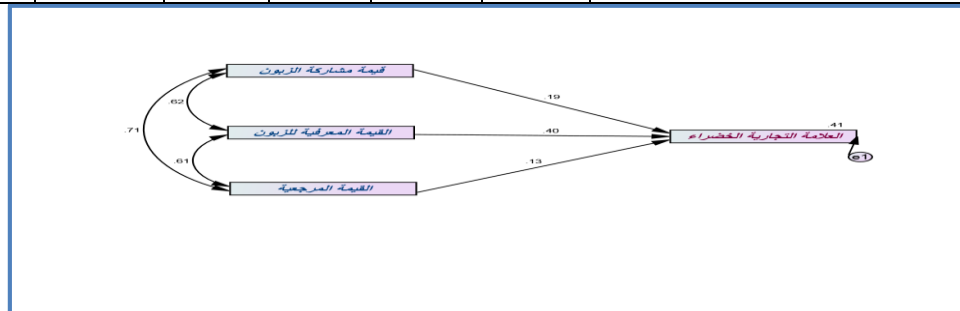 قيمة مشاركة الزبون
.19
.62
.71
.41
القيمة المعرفية للزبون
.40
العلامة التجارية الخضراء
e1
.61
.13
القيمة المرجعية